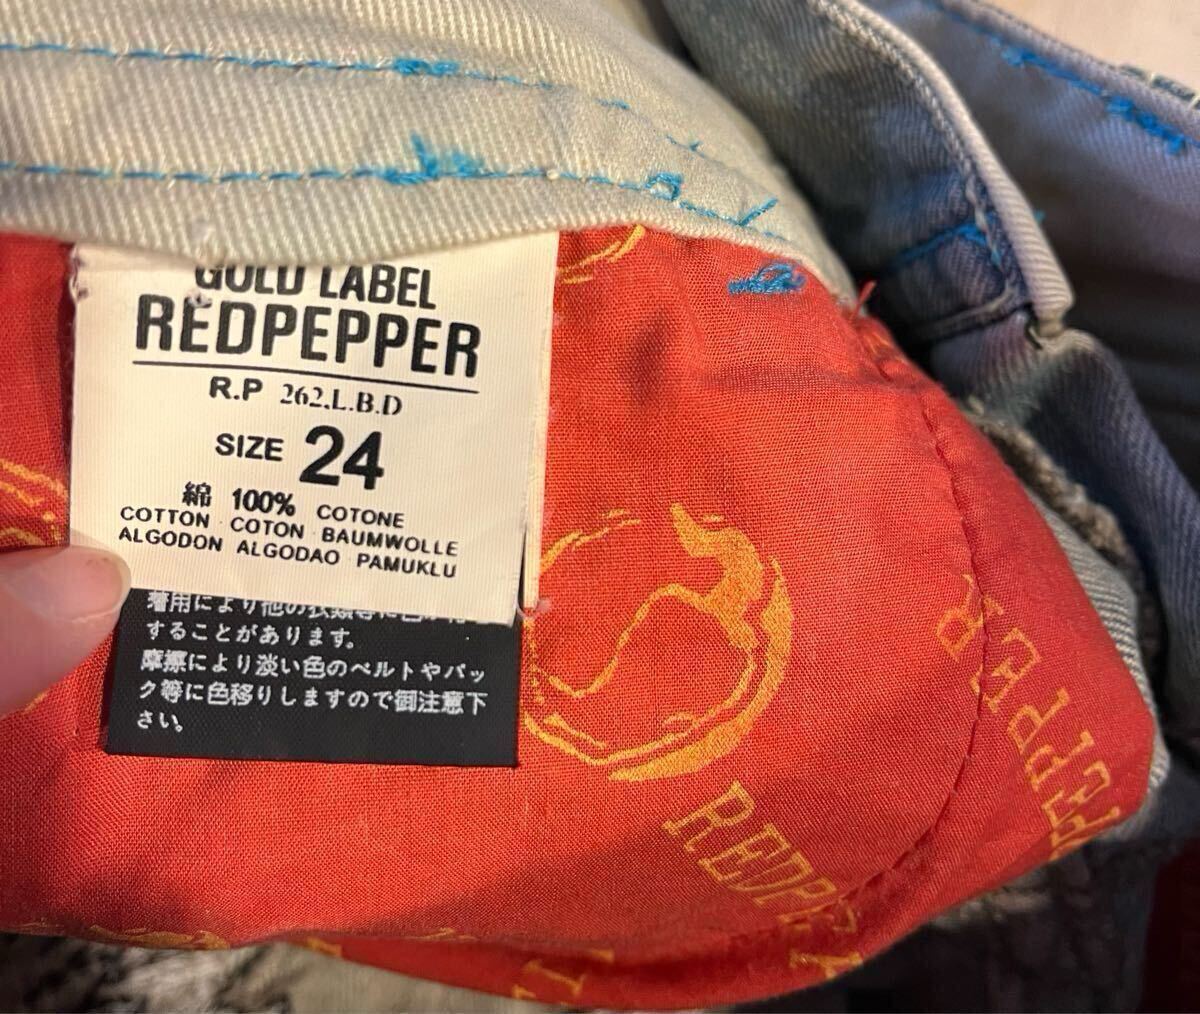 GOLD LABEL
REDPEPPER
R.P 262.L.B.D
SIZE 24
綿 100% COTONE
COTTON COTON BAUMWOLLE
ALGODON ALGODAO PAMUKLU
着用により他の衣類等に色が
することがあります。
摩擦により淡い色のベルトやバッ
ク等に色移りしますので御注意下
さい。
REDPE
PEPPER